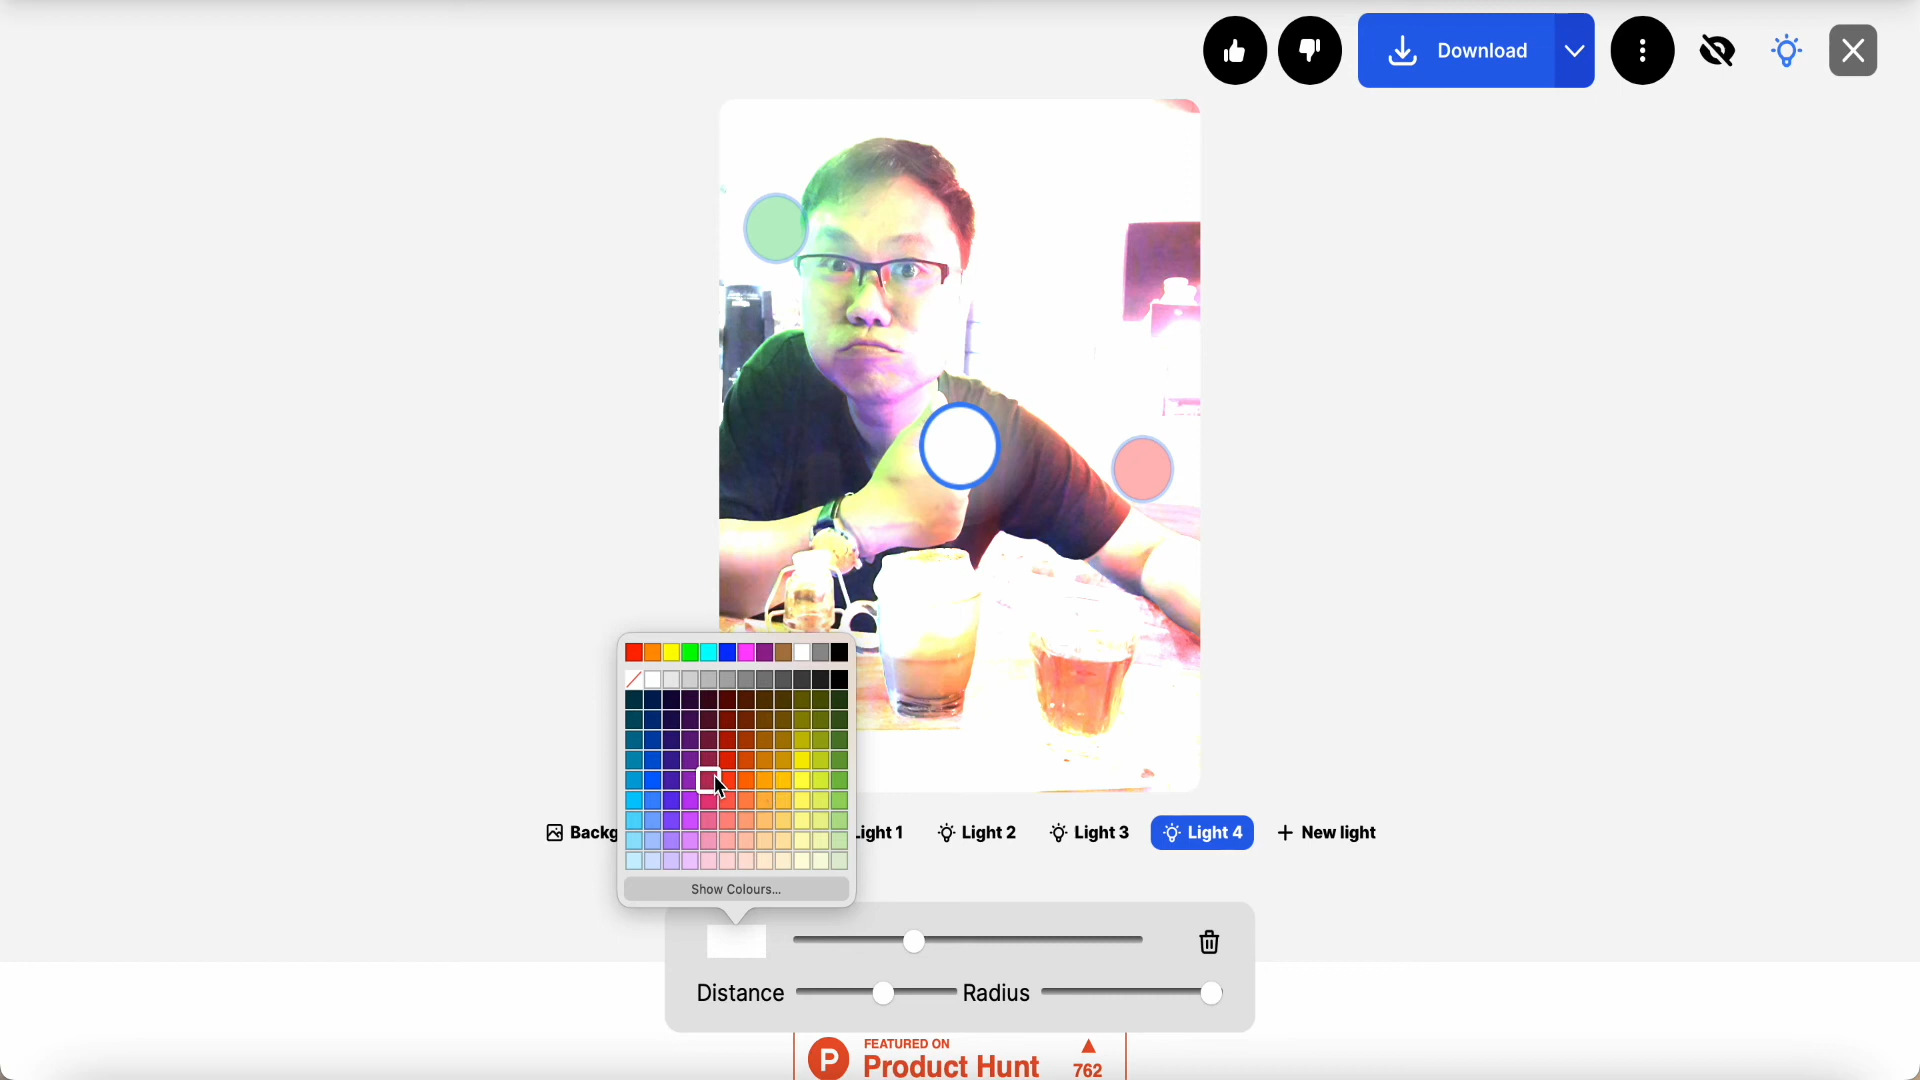 Download
Backg
Light 1
Light 2
Light 3
Light 4
New light
Show Colours...
Distance
Radius
FEATURED ON
Product Hunt
P
762